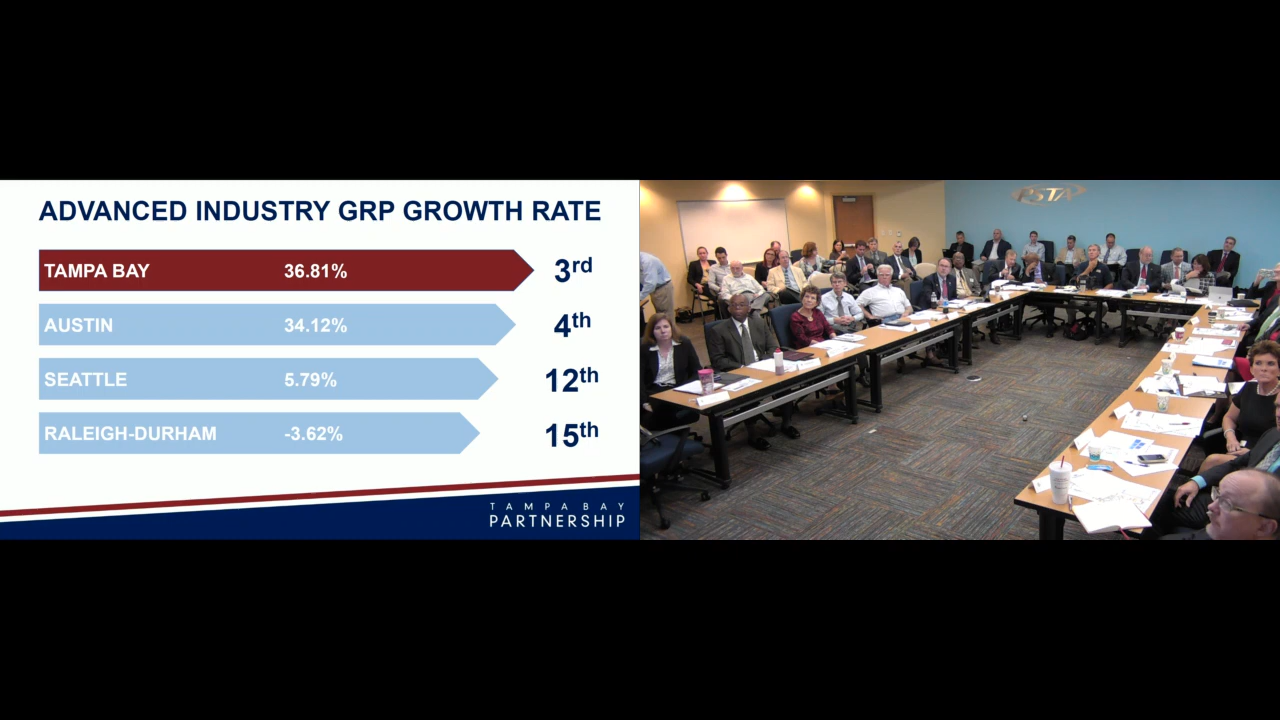 ADVANCED INDUSTRY GRP GROWTH RATE
TAMPA BAY 36.81% 3rd
AUSTIN 34.12% 4th
SEATTLE 5.79% 12th
RALEIGH-DURHAM -3.62% 15th
TAMPA BAY
PARTNERSHIP
PSTA